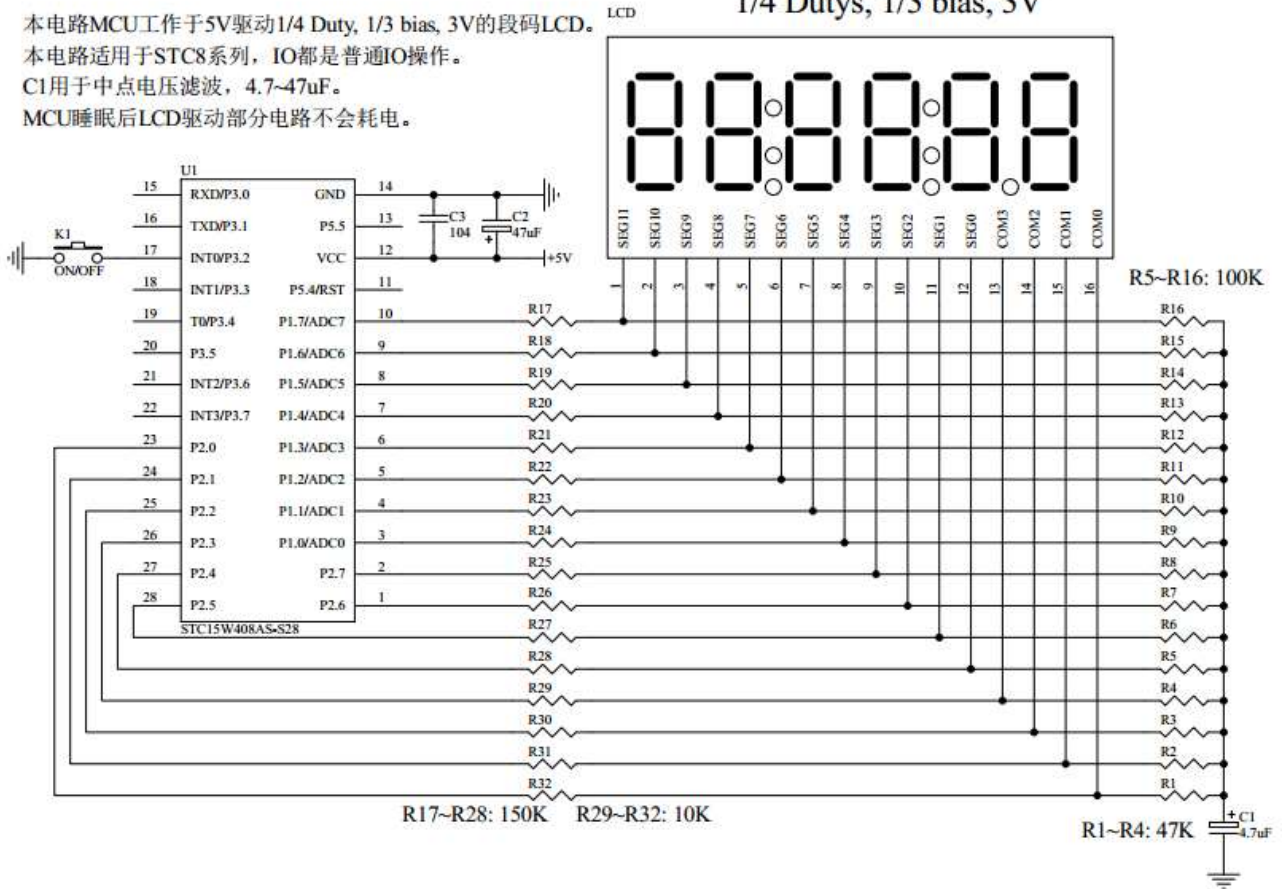 本电路MCU工作于5V驱动1/4 Duty, 1/3 bias, 3V的段码LCD。
本电路适用于STC8系列，IO都是普通IO操作。
C1用于中点电压滤波，4.7~47uF。
MCU睡眠后LCD驱动部分电路不会耗电。
LCD
1/4 Dutys, 1/3 bias, 3V
SEG11 SEG10 SEG9 SEG8 SEG7 SEG6 SEG5 SEG4 SEG3 SEG2 SEG1 SEG0 COM3 COM2 COM1 COM0
1 2 3 4 5 6 7 8 9 10 11 12 13 14 15 16
R5~R16: 100K
U1
15 RXD/P3.0 GND 14
16 TXD/P3.1 P5.5 13
17 INT0/P3.2 VCC 12
18 INT1/P3.3 P5.4/RST 11
19 T0/P3.4 P1.7/ADC7 10
20 P3.5 P1.6/ADC6 9
21 INT2/P3.6 P1.5/ADC5 8
22 INT3/P3.7 P1.4/ADC4 7
23 P2.0 P1.3/ADC3 6
24 P2.1 P1.2/ADC2 5
25 P2.2 P1.1/ADC1 4
26 P2.3 P1.0/ADC0 3
27 P2.4 P2.7 2
28 P2.5 P2.6 1
STC15W408AS-S28
K1
ON/OFF
C3
104
C2
+
47uF
+5V
R17 R16
R18 R15
R19 R14
R20 R13
R21 R12
R22 R11
R23 R10
R24 R9
R25 R8
R26 R7
R27 R6
R28 R5
R29 R4
R30 R3
R31 R2
R32 R1
R17~R28: 150K R29~R32: 10K
R1~R4: 47K
+ C1
4.7uF